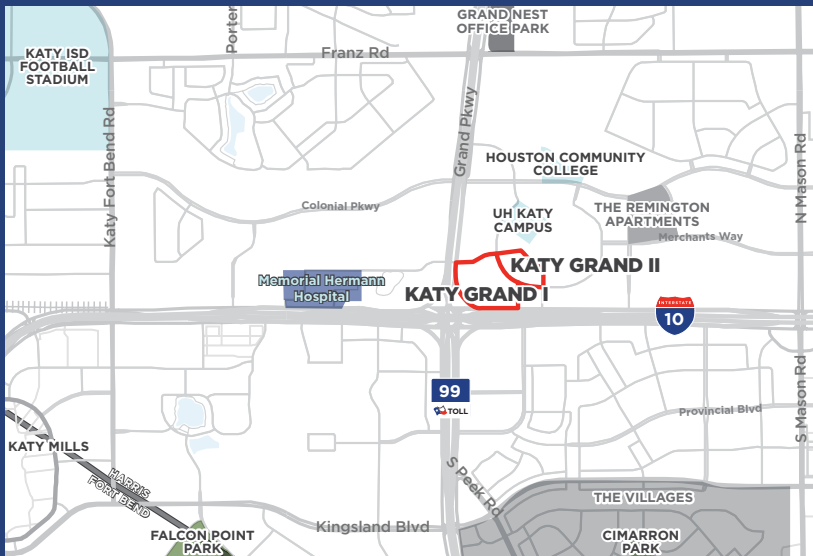 GRAND NEST
OFFICE PARK
Porter
Franz Rd
KATY ISD
FOOTBALL
STADIUM
Grand Pkwy
Katy Fort Bend Rd
N Mason Rd
HOUSTON COMMUNITY
COLLEGE
Colonial Pkwy
UH KATY
CAMPUS
THE REMINGTON
APARTMENTS
Merchants Way
KATY GRAND II
Memorial Hermann
Hospital
KATY GRAND I
INTERSTATE
10
99
TOLL
Provincial Blvd
S Mason Rd
KATY MILLS
HARRIS
FORT BEND
S Peek Rd
THE VILLAGES
Kingsland Blvd
FALCON POINT
PARK
CIMARRON
PARK